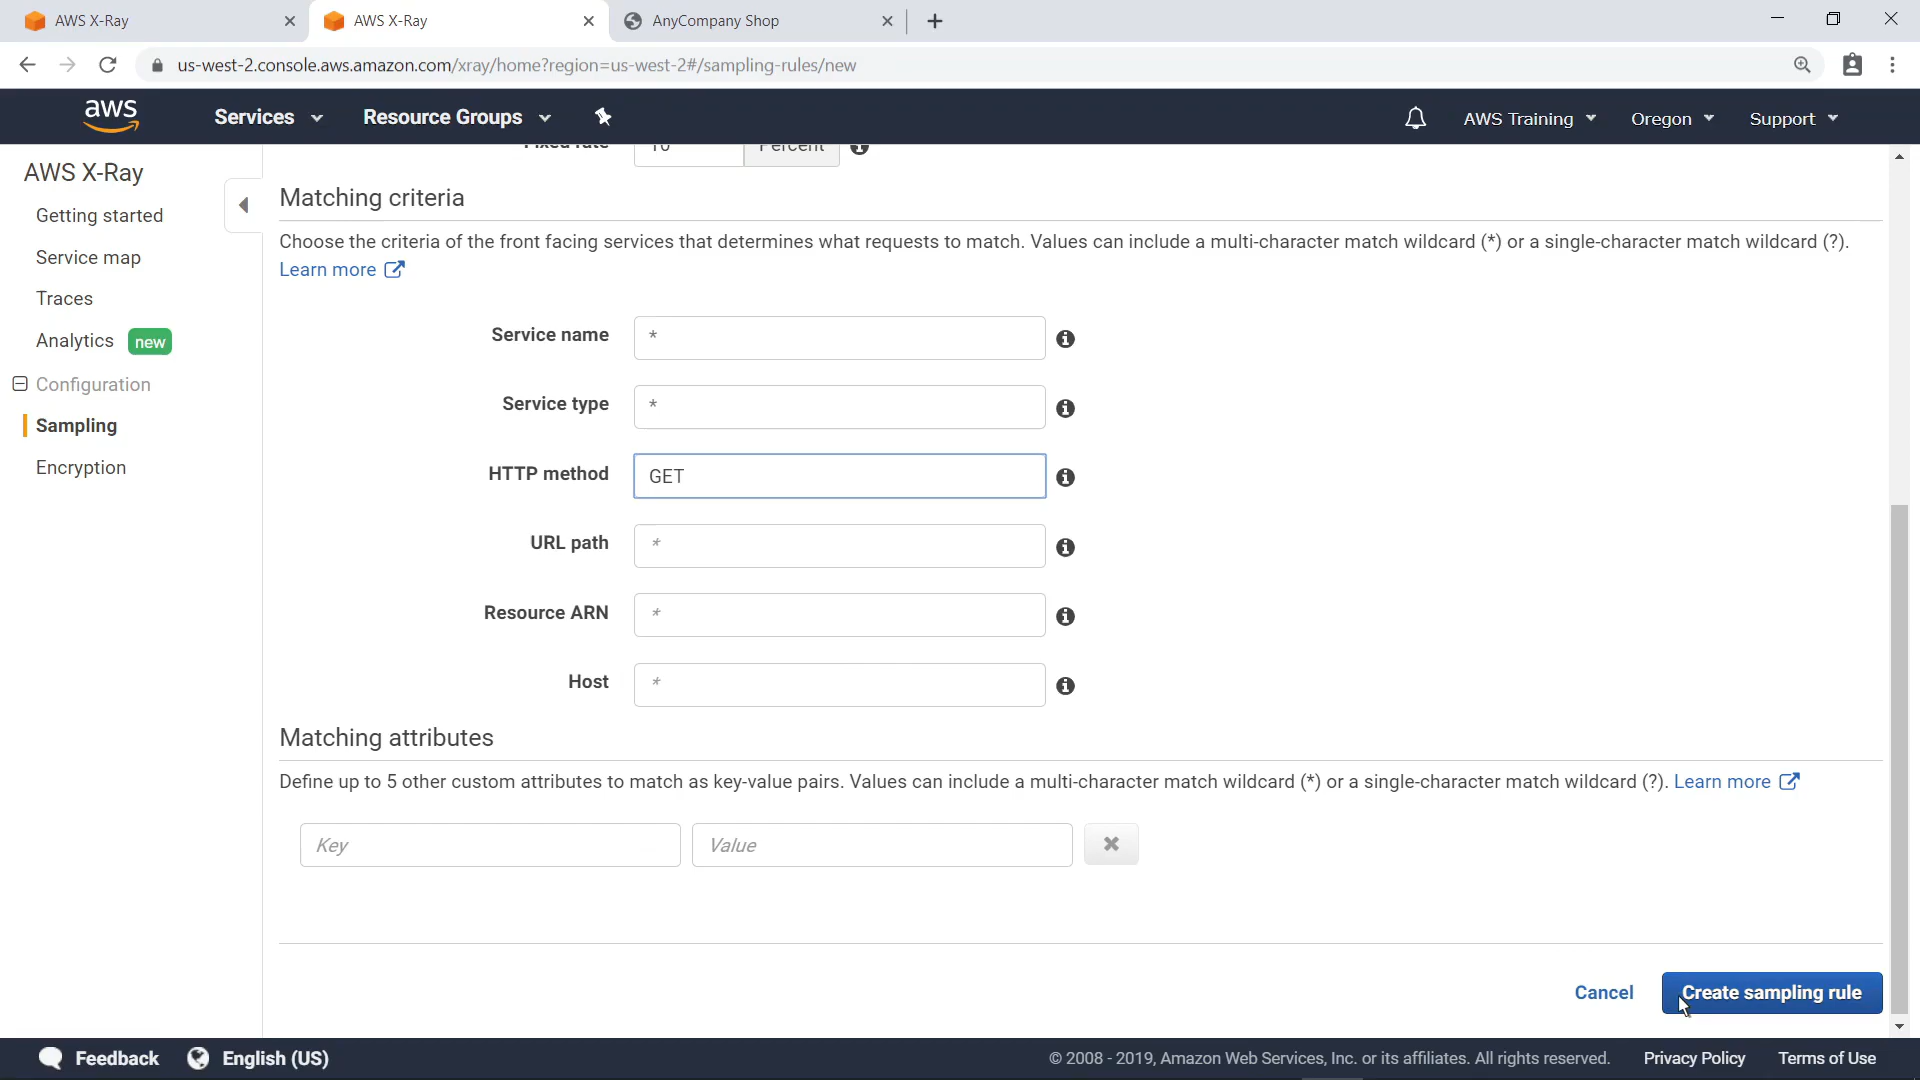 AWS X-Ray
AWS X-Ray
AnyCompany Shop
us-west-2.console.aws.amazon.com/xray/home?region=us-west-2#/sampling-rules/new
aws
Services
Resource Groups
AWS Training
Oregon
Support
AWS X-Ray
Getting started
Service map
Traces
Analytics new
Configuration
Sampling
Encryption
Fixed rate 10 Percent
Matching criteria
Choose the criteria of the front facing services that determines what requests to match. Values can include a multi-character match wildcard (*) or a single-character match wildcard (?).
Learn more
Service name *
Service type *
HTTP method GET
URL path *
Resource ARN *
Host *
Matching attributes
Define up to 5 other custom attributes to match as key-value pairs. Values can include a multi-character match wildcard (*) or a single-character match wildcard (?). Learn more
Key Value
Cancel Create sampling rule
Feedback English (US) © 2008 - 2019, Amazon Web Services, Inc. or its affiliates. All rights reserved. Privacy Policy Terms of Use